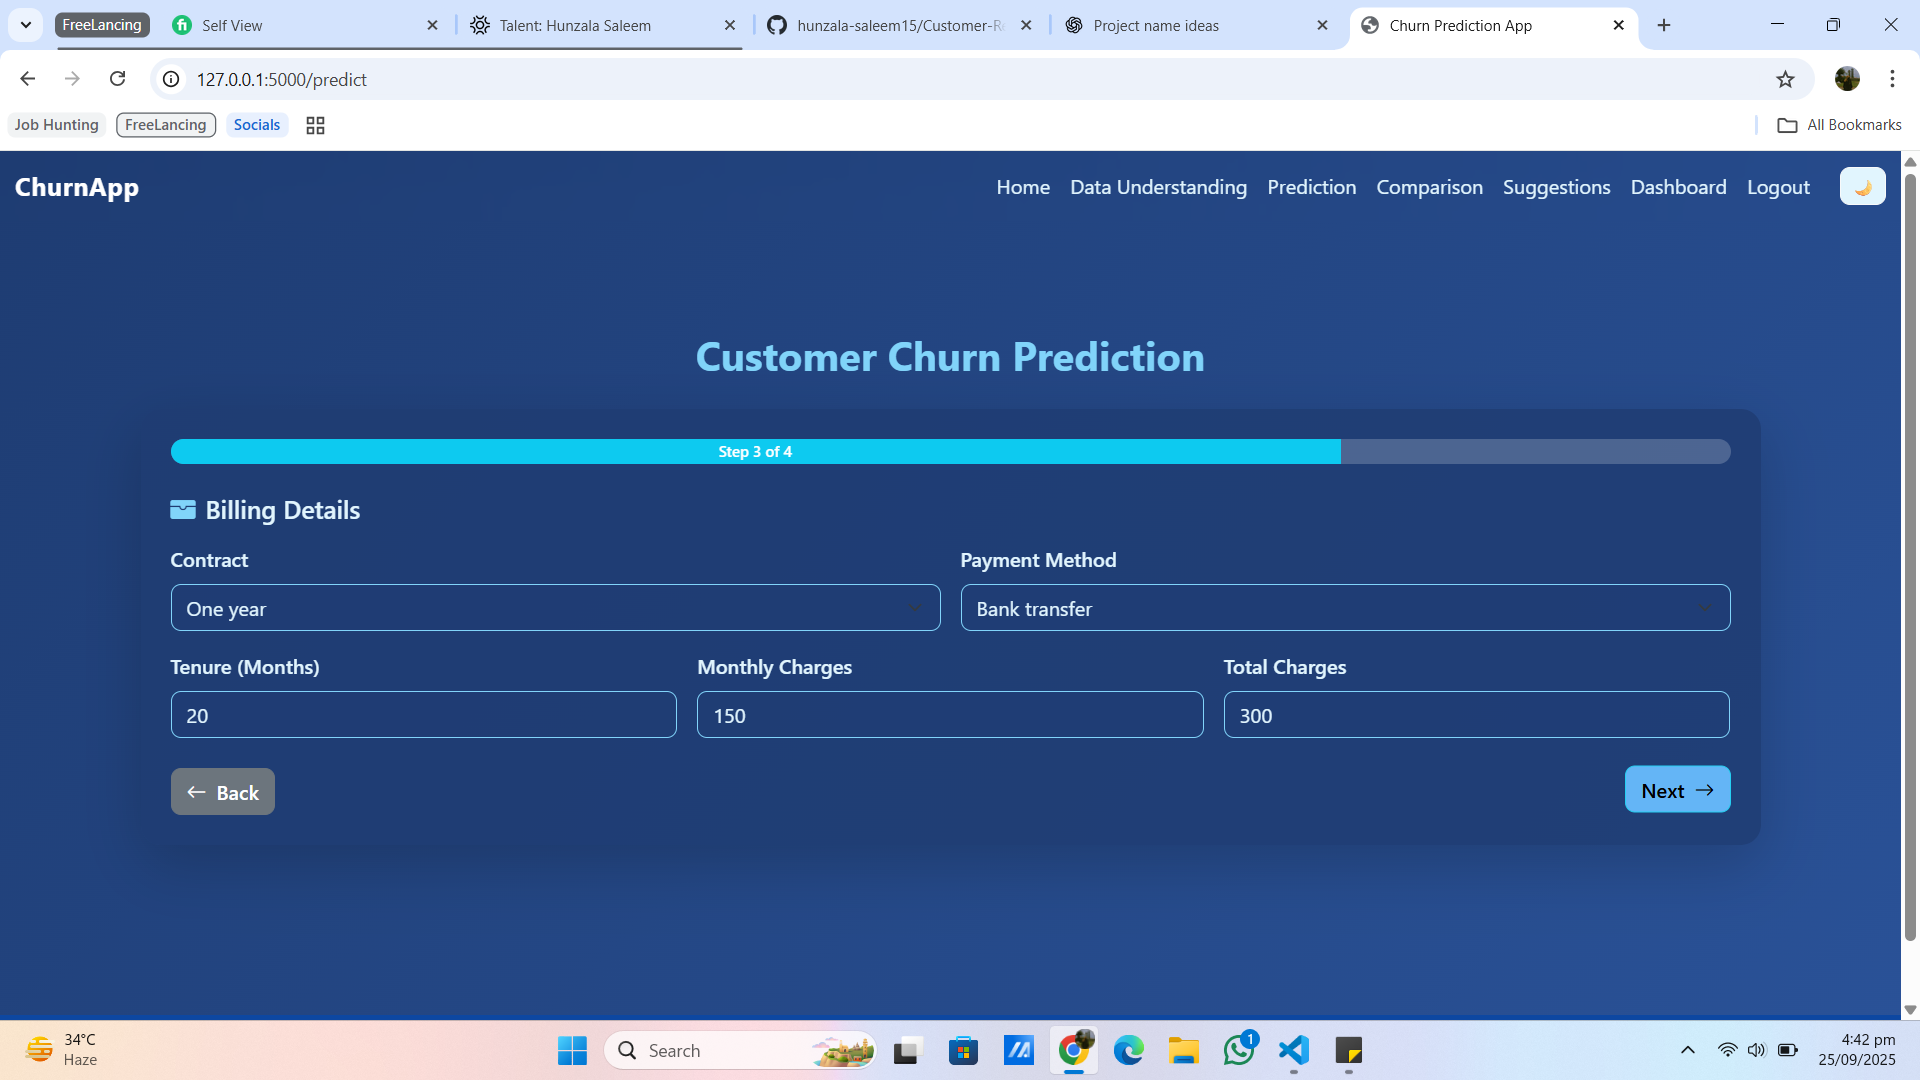 FreeLancing
Self View
Talent: Hunzala Saleem
hunzala-saleem15/Customer-R
Project name ideas
Churn Prediction App
127.0.0.1:5000/predict
Job Hunting
FreeLancing
Socials
All Bookmarks
ChurnApp
Home Data Understanding Prediction Comparison Suggestions Dashboard Logout
Customer Churn Prediction
Step 3 of 4
Billing Details
Contract
Payment Method
One year
Bank transfer
Tenure (Months)
Monthly Charges
Total Charges
20
150
300
Back
Next
34°C
Haze
Search
1
4:42 pm
25/09/2025